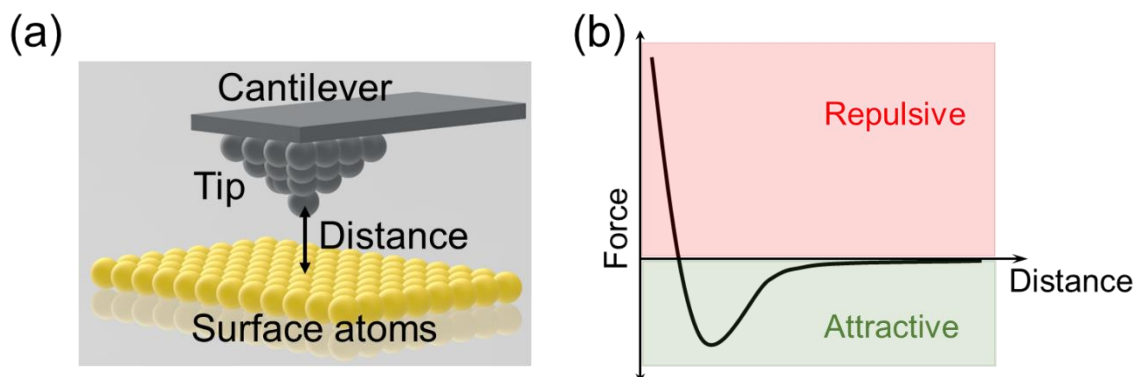 (a)
Cantilever
Tip
Distance
Surface atoms
(b)
Force
Repulsive
Distance
Attractive